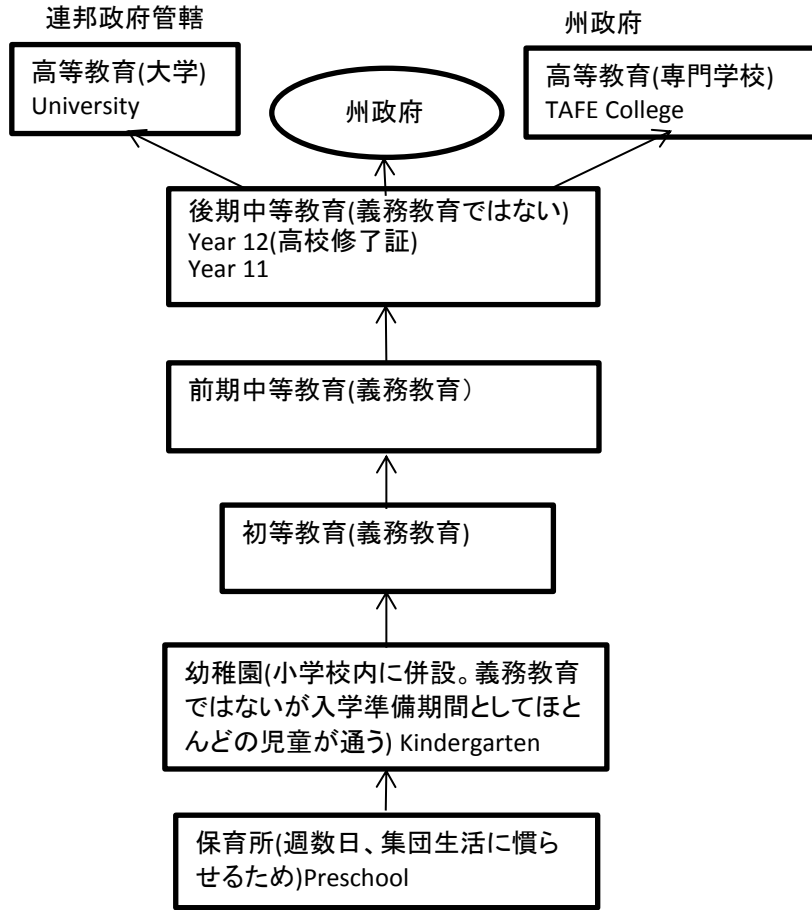 連邦政府管轄
州政府
高等教育(大学)
University
州政府
高等教育(専門学校)
TAFE College
後期中等教育(義務教育ではない)
Year 12(高校修了証)
Year 11
前期中等教育(義務教育）
初等教育(義務教育)
幼稚園(小学校内に併設。義務教育
ではないが入学準備期間としてほと
んどの児童が通う) Kindergarten
保育所(週数日、集団生活に慣ら
せるため)Preschool